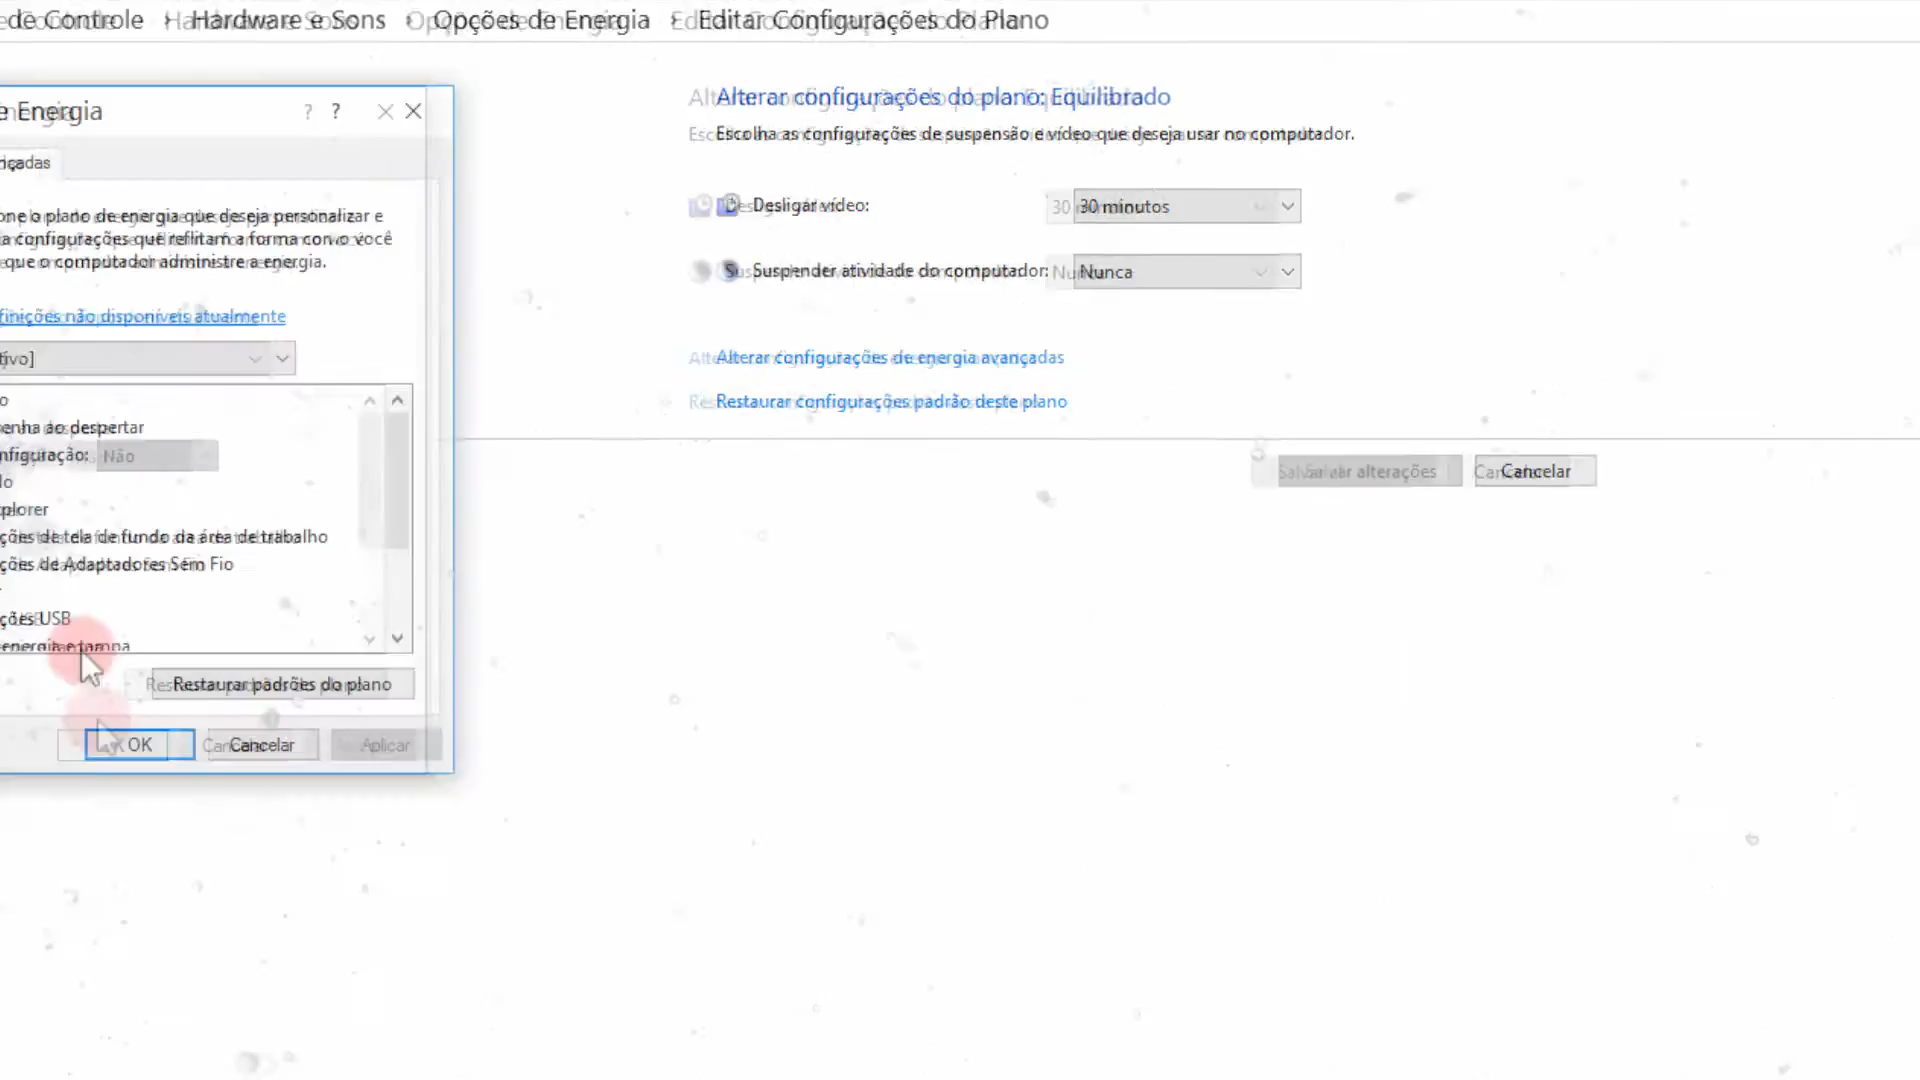 de Controle › Hardware e Sons › Opções de Energia › Editar Configurações do Plano
e Energia
? ×
Alterar configurações do plano: Equilibrado
Escolha as configurações de suspensão e vídeo que deseja usar no computador.
Desligar vídeo: 30 minutos
Suspender atividade do computador: Nunca
Alterar configurações de energia avançadas
Restaurar configurações padrão deste plano
Salvar alterações
Cancelar
çadas
one o plano de energia que deseja personalizar e
a configurações que reflitam a forma como você
que o computador administre a energia.
finições não disponíveis atualmente
tivo]
o
enha ao despertar
nfiguração: Não
do
plorer
ções de tela de fundo da área de trabalho
ções de Adaptadores Sem Fio
ções USB
energia e tampa
Restaurar padrões do plano
OK
Cancelar
Aplicar